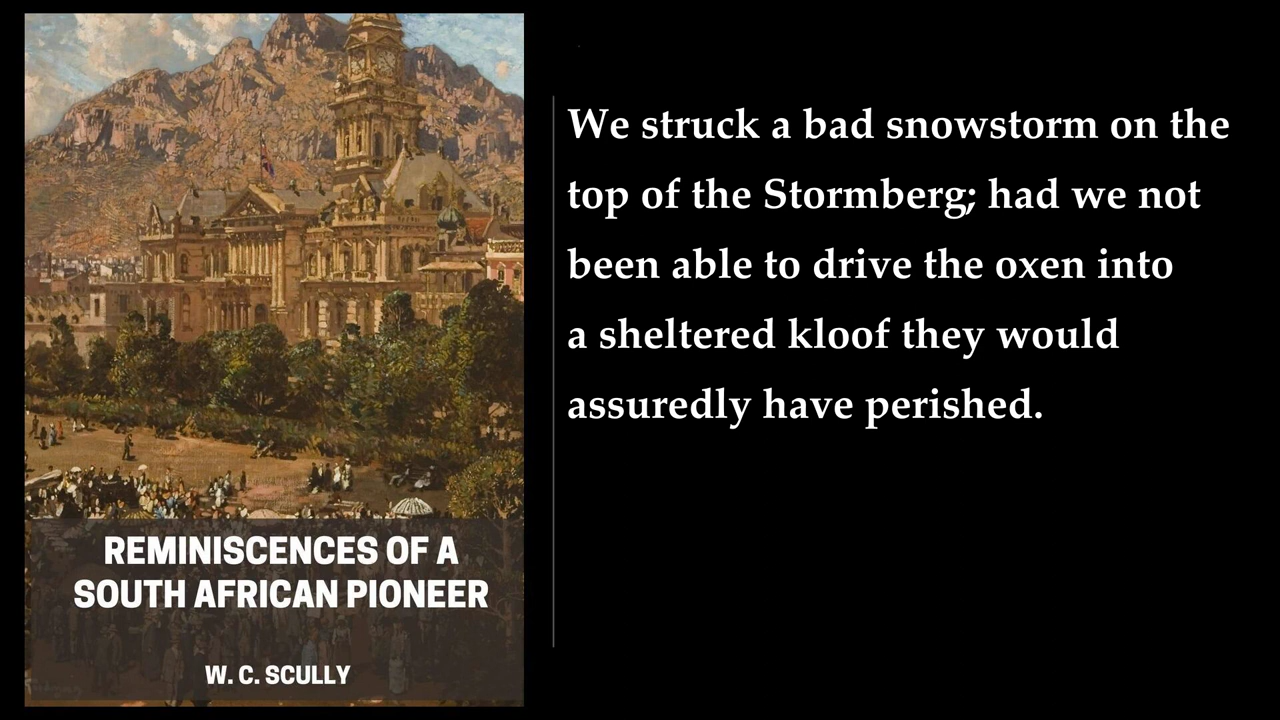 We struck a bad snowstorm on the
top of the Stormberg; had we not
been able to drive the oxen into
a sheltered kloof they would
assuredly have perished.
REMINISCENCES OF A
SOUTH AFRICAN PIONEER
W. C. SCULLY